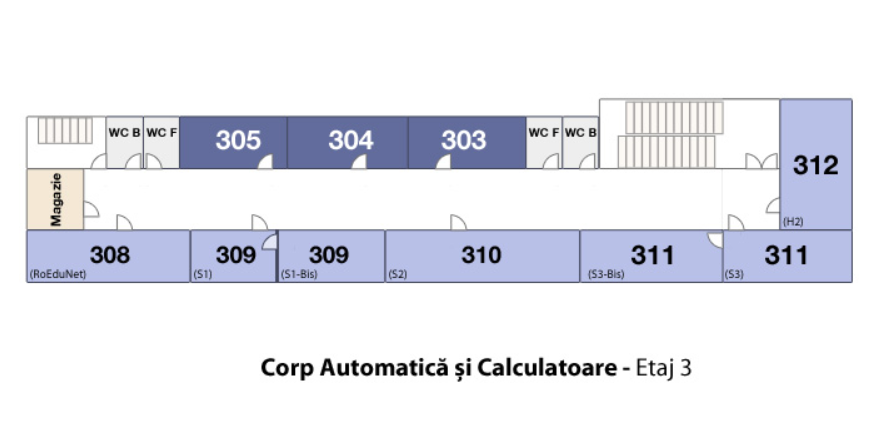 WC B WC F 305 304 303 WC F WC B
312
(H2)
Magazie
308 309 309 310 311 311
(RoEduNet) (S1) (S1-Bis) (S2) (S3-Bis) (S3)
Corp Automatică și Calculatoare - Etaj 3